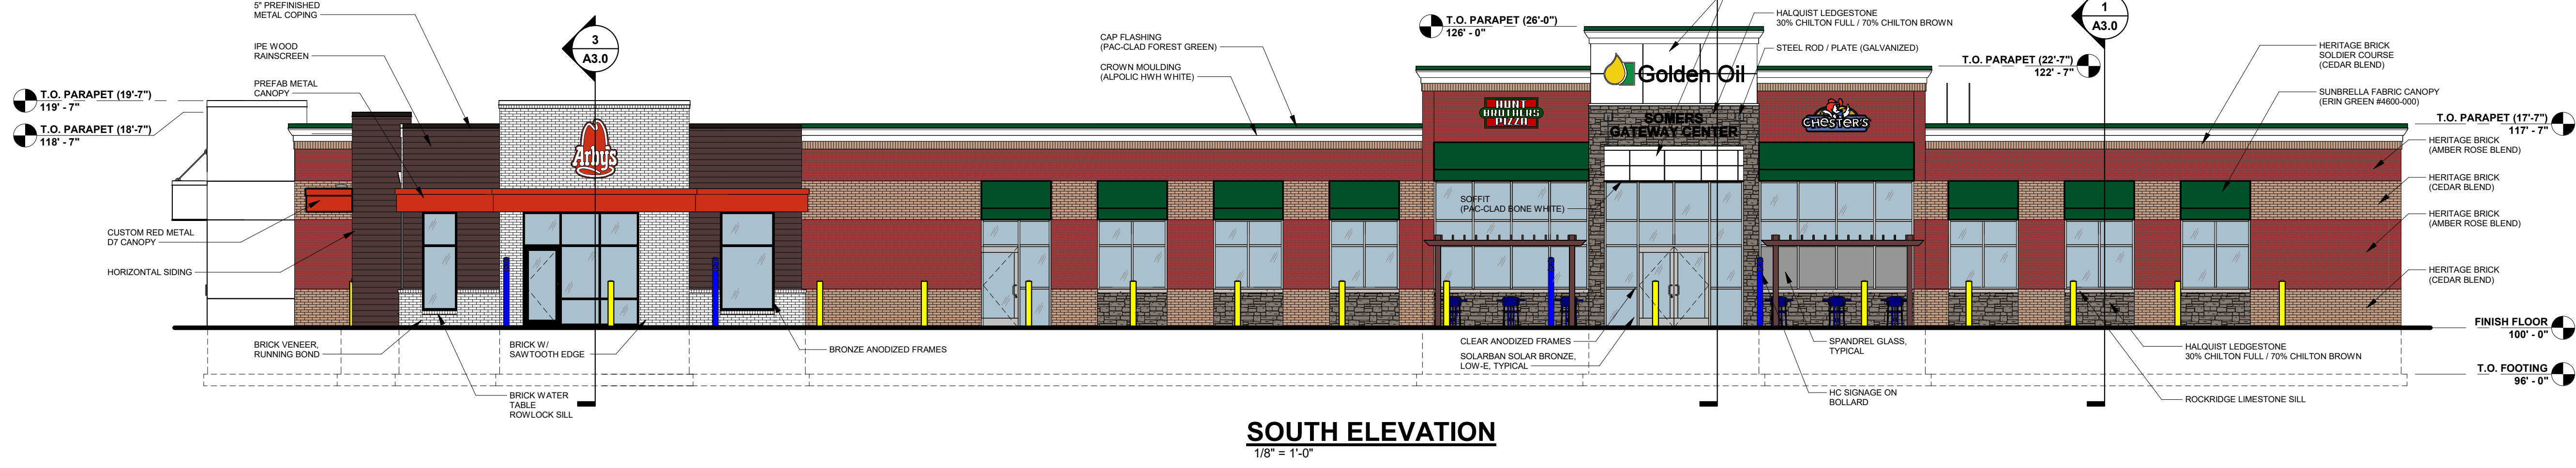 5" PREFINISHED
METAL COPING
IPE WOOD
RAINSCREEN
PREFAB METAL
CANOPY
T.O. PARAPET (19'-7")
119' - 7"
T.O. PARAPET (18'-7")
118' - 7"
CUSTOM RED METAL
D7 CANOPY
HORIZONTAL SIDING
3
A3.0
Arby's
BRICK VENEER,
RUNNING BOND
BRICK W/
SAWTOOTH EDGE
BRICK WATER
TABLE
ROWLOCK SILL
BRONZE ANODIZED FRAMES
CAP FLASHING
(PAC-CLAD FOREST GREEN)
CROWN MOULDING
(ALPOLIC HWH WHITE)
T.O. PARAPET (26'-0")
126' - 0"
Golden Oil
HUNT
BROTHERS
PIZZA
SOMERS
GATEWAY CENTER
CHESTER'S
HALQUIST LEDGESTONE
30% CHILTON FULL / 70% CHILTON BROWN
STEEL ROD / PLATE (GALVANIZED)
T.O. PARAPET (22'-7")
122' - 7"
1
A3.0
SOFFIT
(PAC-CLAD BONE WHITE)
CLEAR ANODIZED FRAMES
SOLARBAN SOLAR BRONZE,
LOW-E, TYPICAL
SPANDREL GLASS,
TYPICAL
HC SIGNAGE ON
BOLLARD
HERITAGE BRICK
SOLDIER COURSE
(CEDAR BLEND)
SUNBRELLA FABRIC CANOPY
(ERIN GREEN #4600-000)
T.O. PARAPET (17'-7")
117' - 7"
HERITAGE BRICK
(AMBER ROSE BLEND)
HERITAGE BRICK
(CEDAR BLEND)
HERITAGE BRICK
(AMBER ROSE BLEND)
HERITAGE BRICK
(CEDAR BLEND)
FINISH FLOOR
100' - 0"
HALQUIST LEDGESTONE
30% CHILTON FULL / 70% CHILTON BROWN
T.O. FOOTING
96' - 0"
ROCKRIDGE LIMESTONE SILL
SOUTH ELEVATION
1/8" = 1'-0"